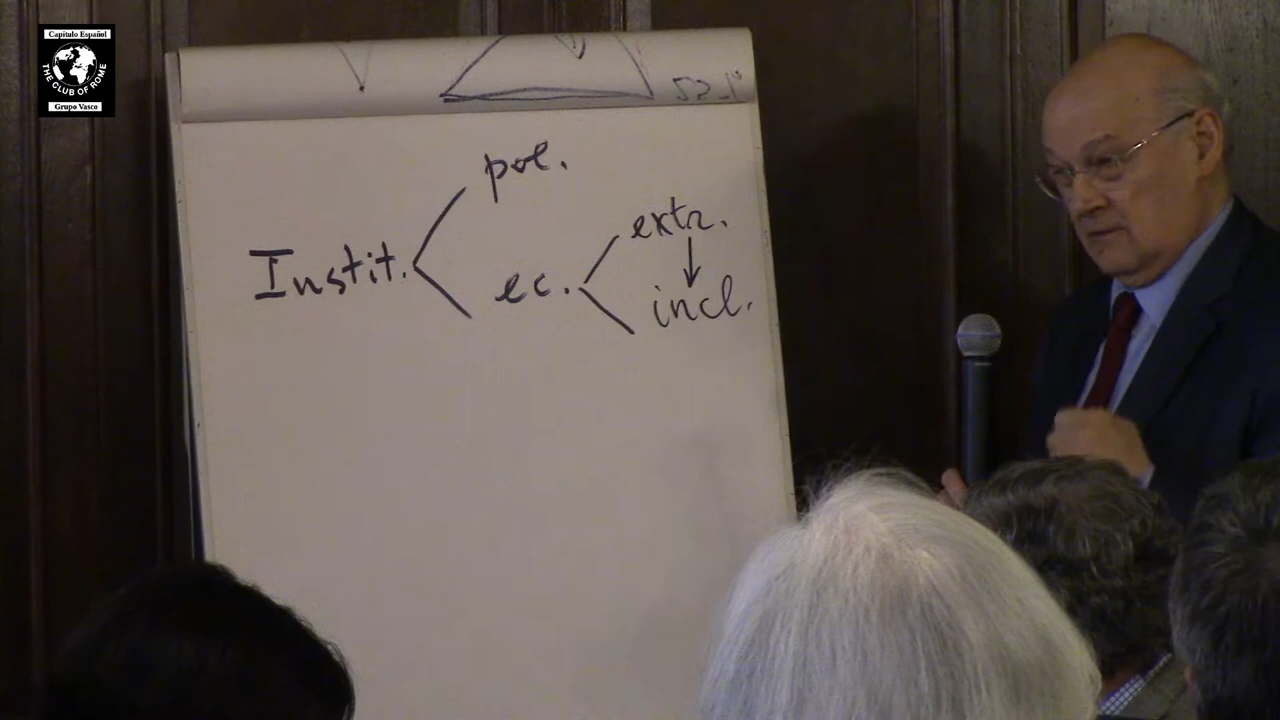 Capítulo Español
THE CLUB OF ROME
Grupo Vasco
pol.
extr.
Instit.
ec.
incl.